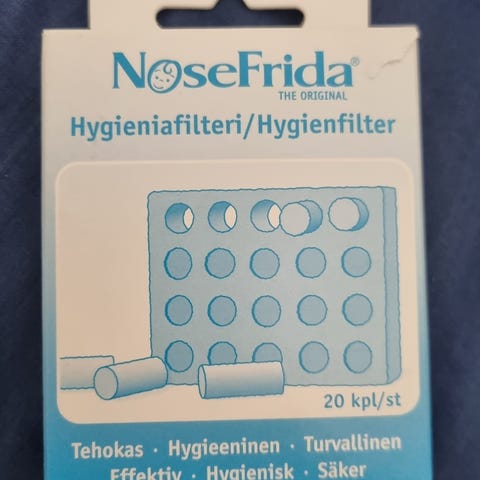 NoseFrida®
THE ORIGINAL
Hygieniafilteri/Hygienfilter
20 kpl/st
Tehokas · Hygieeninen · Turvallinen
Effektiv · Hygienisk · Säker